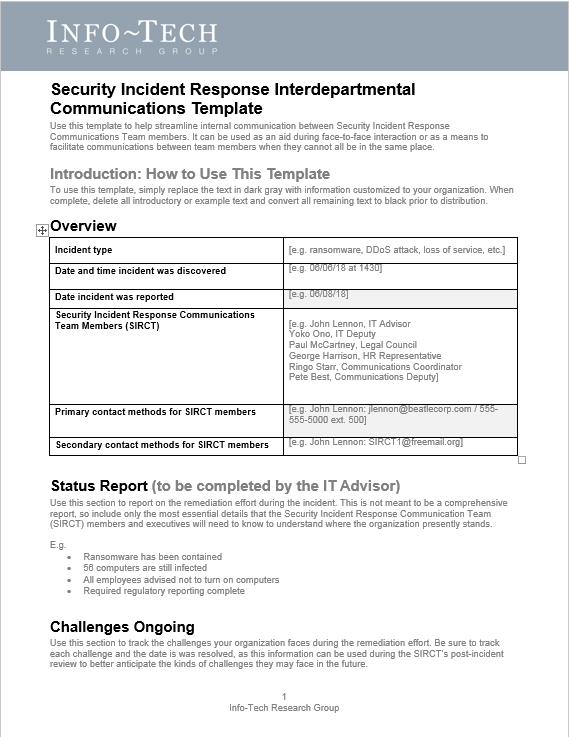 INFO~TECH
RESEARCH GROUP
Security Incident Response Interdepartmental
Communications Template
Use this template to help streamline internal communication between Security Incident Response
Communications Team members. It can be used as an aid during face-to-face interaction or as a means to
facilitate communications between team members when they cannot all be in the same place.
Introduction: How to Use This Template
To use this template, simply replace the text in dark gray with information customized to your organization. When
complete, delete all introductory or example text and convert all remaining text to black prior to distribution.
Overview
Incident type
[e.g. ransomware, DDoS attack, loss of service, etc.]
Date and time incident was discovered
[e.g. 06/06/18 at 1430]
Date incident was reported
[e.g. 06/08/18]
Security Incident Response Communications
Team Members (SIRCT)
[e.g. John Lennon, IT Advisor
Yoko Ono, IT Deputy
Paul McCartney, Legal Council
George Harrison, HR Representative
Ringo Starr, Communications Coordinator
Pete Best, Communications Deputy]
Primary contact methods for SIRCT members
[e.g. John Lennon: jlennon@beatlecorp.com / 555-
555-5000 ext. 500]
Secondary contact methods for SIRCT members
[e.g. John Lennon: SIRCT1@freemail.org]
Status Report (to be completed by the IT Advisor)
Use this section to report on the remediation effort during the incident. This is not meant to be a comprehensive
report, so include only the most essential details that the Security Incident Response Communication Team
(SIRCT) members and executives will need to know to understand where the organization presently stands.
E.g.
• Ransomware has been contained
• 56 computers are still infected
• All employees advised not to turn on computers
• Required regulatory reporting complete
Challenges Ongoing
Use this section to track the challenges your organization faces during the remediation effort. Be sure to track
each challenge and the date is was resolved, as this information can be used during the SIRCT's post-incident
review to better anticipate the kinds of challenges they may face in the future.
1
Info-Tech Research Group